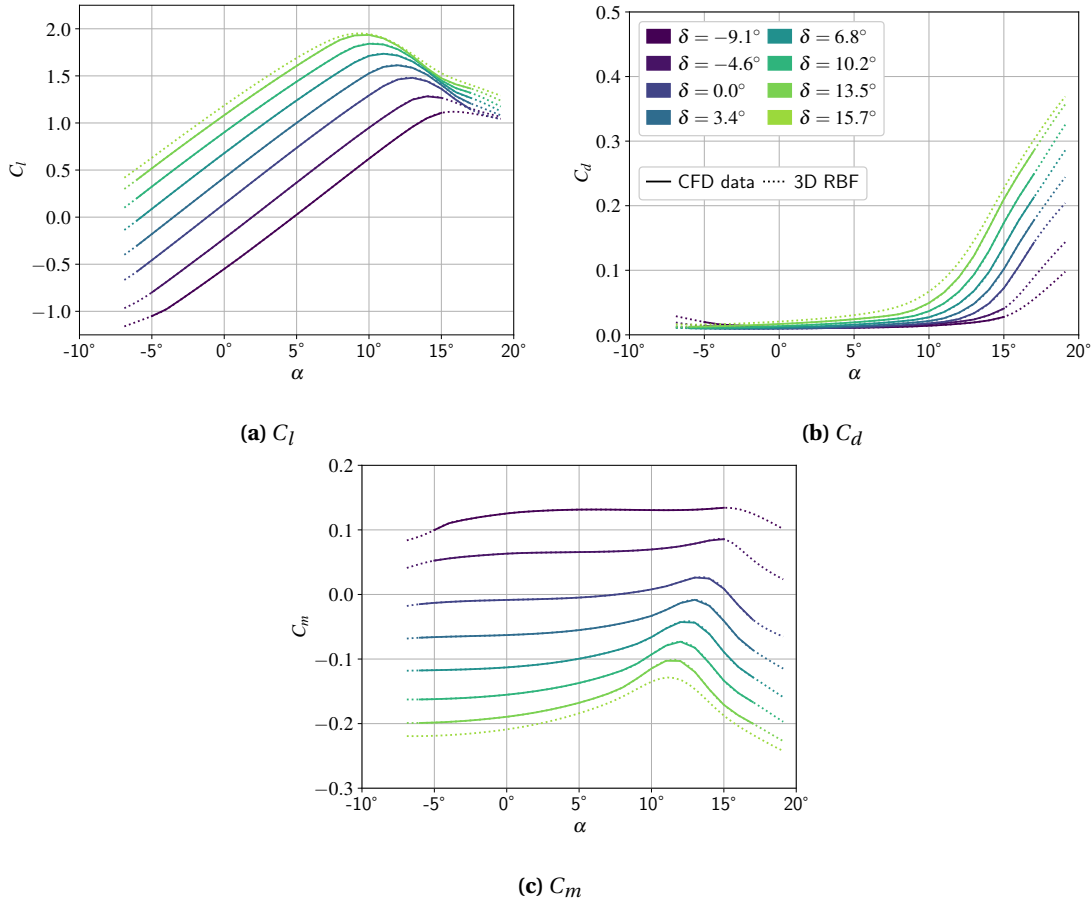 2.0
1.5
1.0
0.5
0.0
−0.5
−1.0
C_l
-10° -5° 0° 5° 10° 15° 20°
α
(a) C_l
0.5
0.4
0.3
0.2
0.1
0.0
C_d
δ = −9.1° δ = 6.8°
δ = −4.6° δ = 10.2°
δ = 0.0° δ = 13.5°
δ = 3.4° δ = 15.7°
CFD data 3D RBF
-10° -5° 0° 5° 10° 15° 20°
α
(b) C_d
0.2
0.1
0.0
−0.1
−0.2
−0.3
C_m
-10° -5° 0° 5° 10° 15° 20°
α
(c) C_m